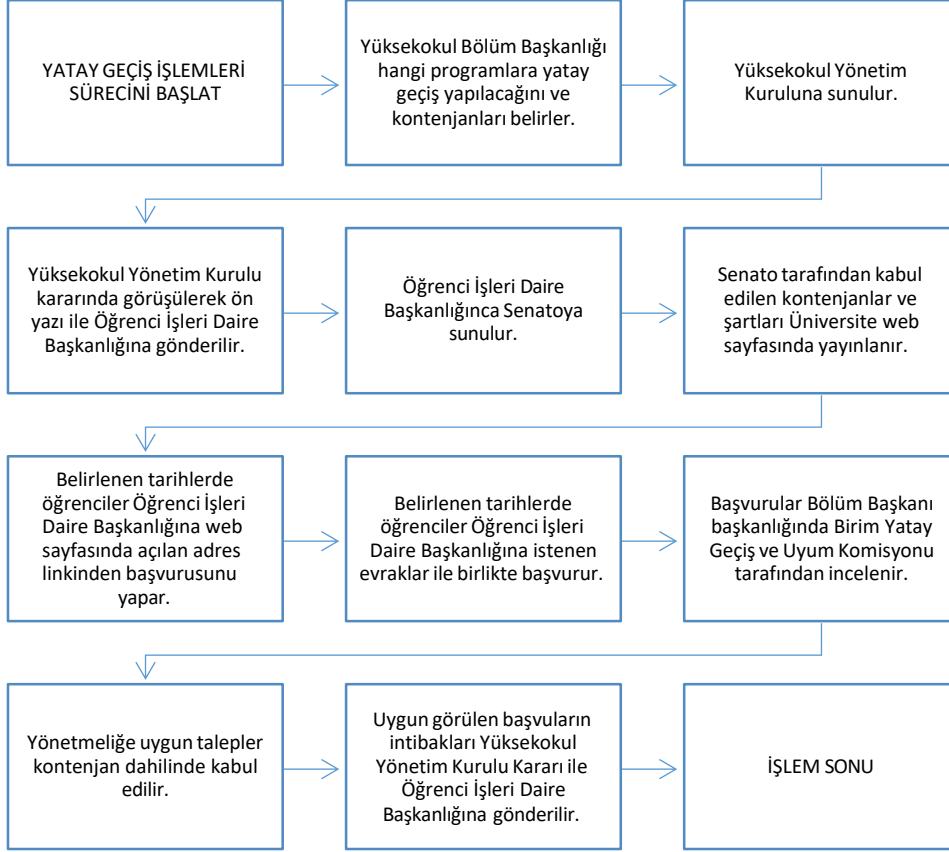 YATAY GEÇİŞ İŞLEMLERİ
SÜRECİNİ BAŞLAT
Yüksekokul Bölüm Başkanlığı
hangi programlara yatay
geçiş yapılacağını ve
kontenjanları belirler.
Yüksekokul Yönetim
Kuruluna sunulur.
Yüksekokul Yönetim Kurulu
kararında görüşülerek ön
yazı ile Öğrenci İşleri Daire
Başkanlığına gönderilir.
Öğrenci İşleri Daire
Başkanlığınca Senatoya
sunulur.
Senato tarafından kabul
edilen kontenjanlar ve
şartları Üniversite web
sayfasında yayınlanır.
Belirlenen tarihlerde
öğrenciler Öğrenci İşleri
Daire Başkanlığına web
sayfasında açılan adres
linkinden başvurusunu
yapar.
Belirlenen tarihlerde
öğrenciler Öğrenci İşleri
Daire Başkanlığına istenen
evraklar ile birlikte başvurur.
Başvurular Bölüm Başkanı
başkanlığında Birim Yatay
Geçiş ve Uyum Komisyonu
tarafından incelenir.
Yönetmeliğe uygun talepler
kontenjan dahilinde kabul
edilir.
Uygun görülen başvuların
intibakları Yüksekokul
Yönetim Kurulu Kararı ile
Öğrenci İşleri Daire
Başkanlığına gönderilir.
İŞLEM SONU